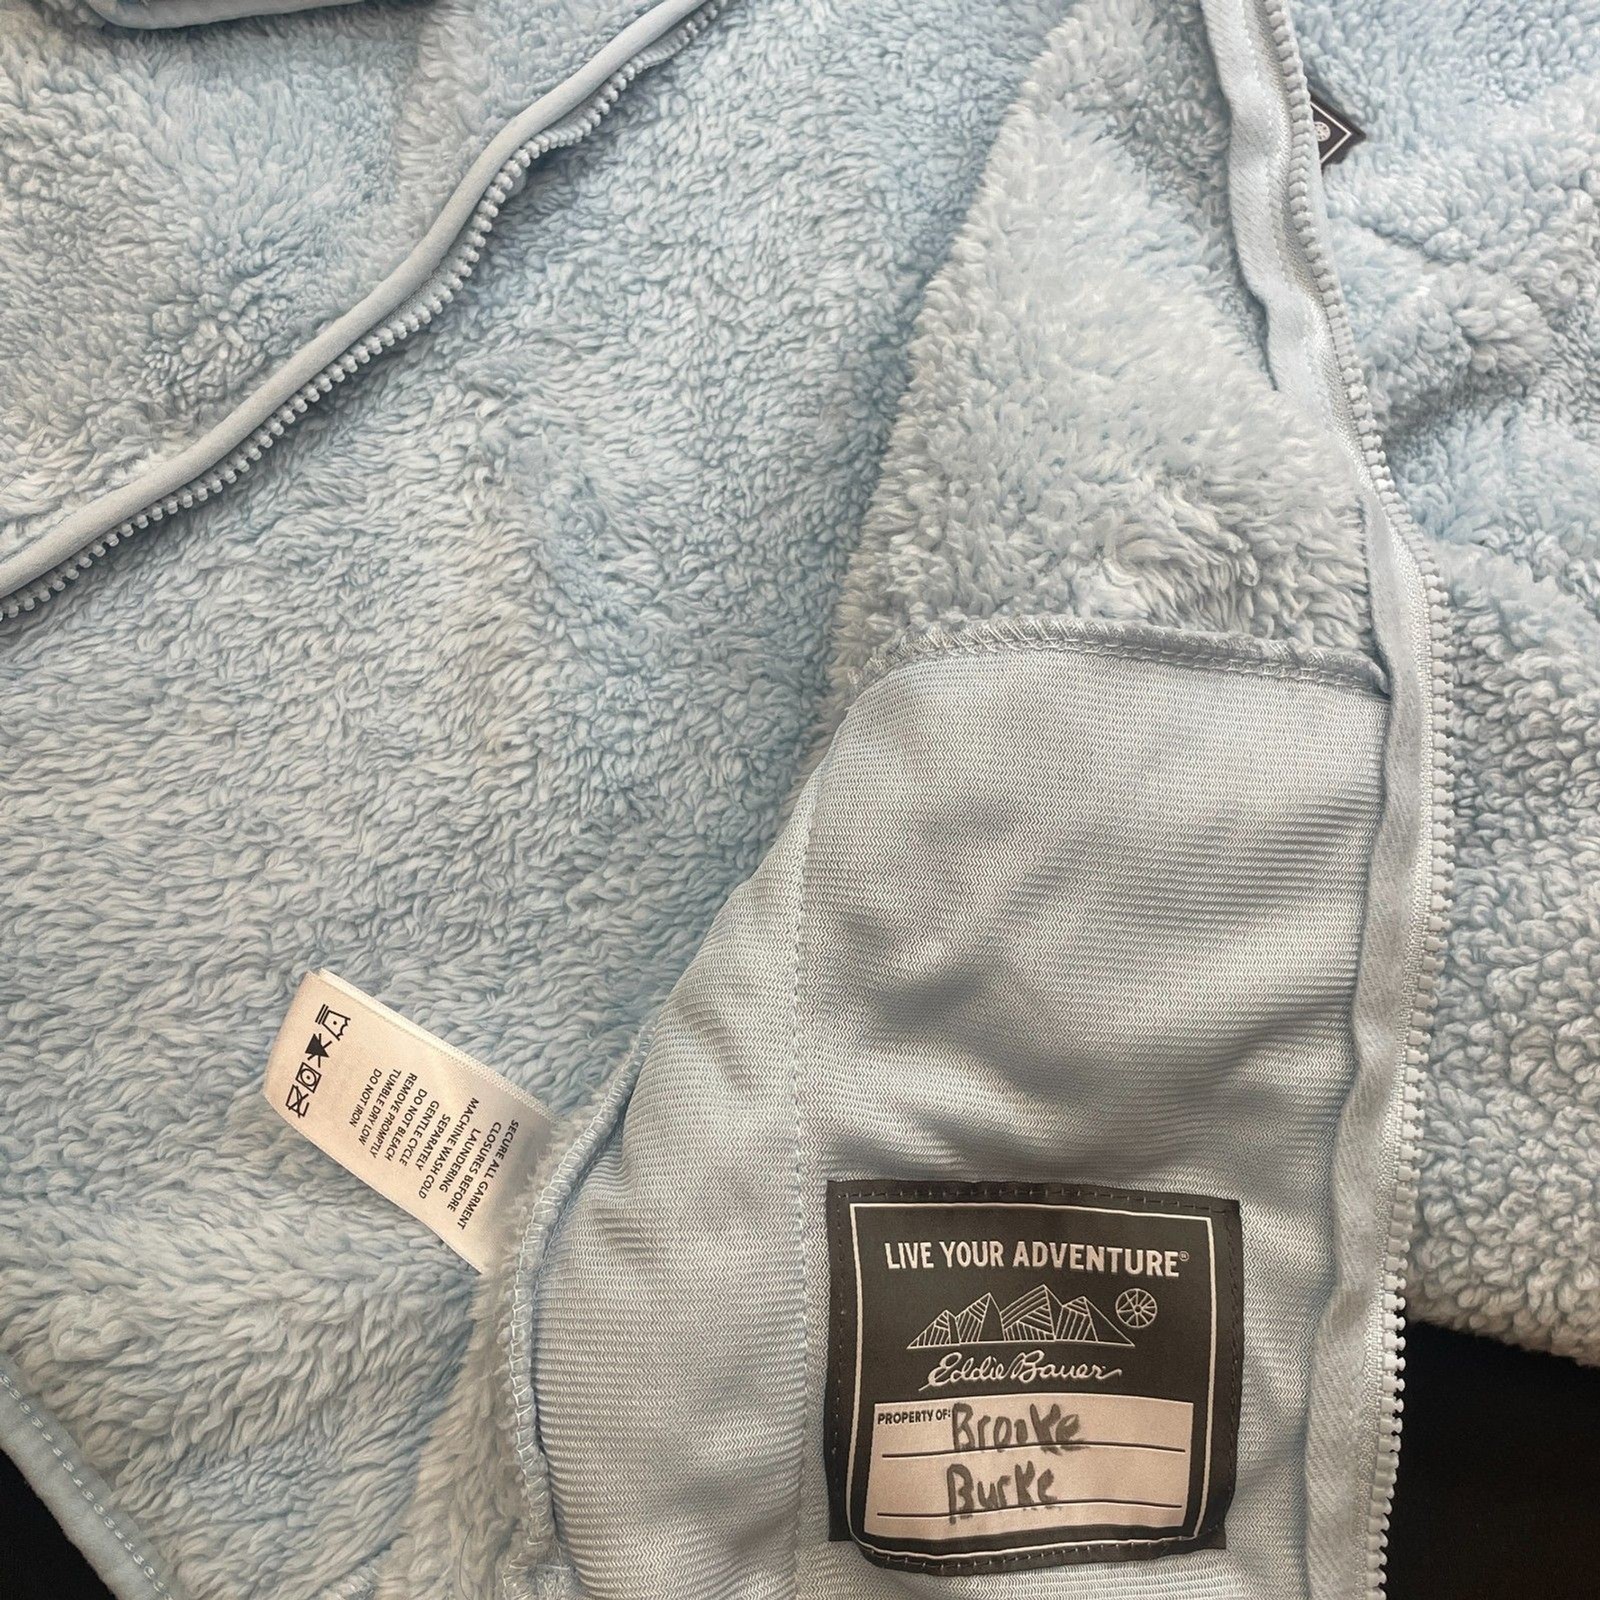 SECURE ALL GARMENT
CLOSURES BEFORE
LAUNDERING
MACHINE WASH COLD
SEPARATELY
GENTLE CYCLE
DO NOT BLEACH
REMOVE PROMPTLY
TUMBLE DRY LOW
DO NOT IRON
LIVE YOUR ADVENTURE®
Eddie Bauer
PROPERTY OF: Brooke
Burke